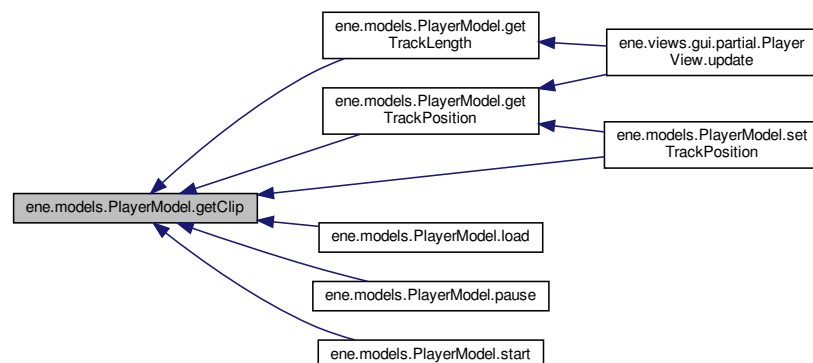 ene.models.PlayerModel.get
TrackLength
ene.views.gui.partial.Player
View.update
ene.models.PlayerModel.get
TrackPosition
ene.models.PlayerModel.set
TrackPosition
ene.models.PlayerModel.getClip
ene.models.PlayerModel.load
ene.models.PlayerModel.pause
ene.models.PlayerModel.start